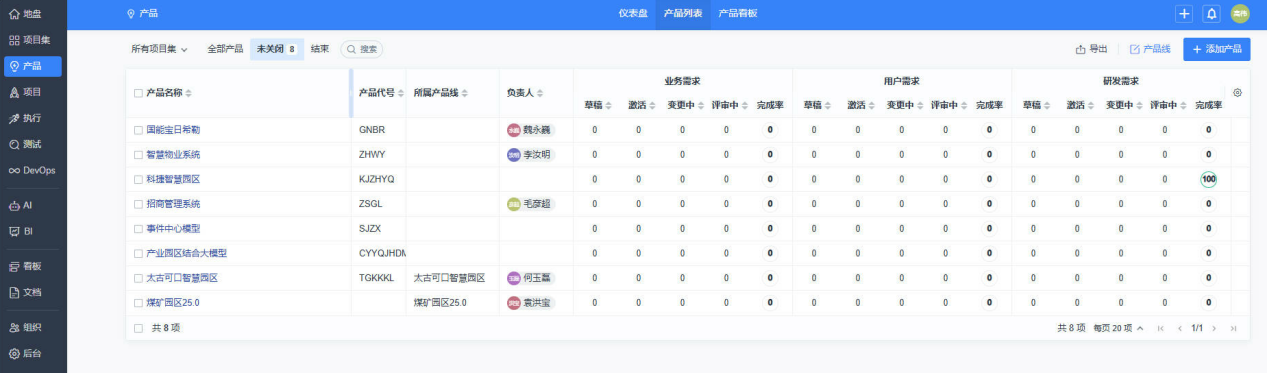 地盘
项目集
产品
项目
执行
测试
DevOps
AI
BI
看板
文档
组织
后台
产品 仪表盘 产品列表 产品看板 高伟
所有项目集 全部产品 未关闭 8 结束 搜索 导出 产品线 + 添加产品
业务需求 用户需求 研发需求
产品名称 产品代号 所属产品线 负责人 草稿 激活 变更中 评审中 完成率 草稿 激活 变更中 评审中 完成率 草稿 激活 变更中 评审中 完成率
国能宝日希勒 GNBR 永巍 魏永巍 0 0 0 0 0 0 0 0 0 0 0 0 0 0 0
智慧物业系统 ZHWY 汝明 李汝明 0 0 0 0 0 0 0 0 0 0 0 0 0 0 0
科捷智慧园区 KJZHYQ 0 0 0 0 0 0 0 0 0 0 0 0 0 0 100
招商管理系统 ZSGL 彦超 毛彦超 0 0 0 0 0 0 0 0 0 0 0 0 0 0 0
事件中心模型 SJZX 0 0 0 0 0 0 0 0 0 0 0 0 0 0 0
产业园区结合大模型 CYYQJHDM 0 0 0 0 0 0 0 0 0 0 0 0 0 0 0
太古可口智慧园区 TGKKKL 太古可口智慧园区 玉磊 何玉磊 0 0 0 0 0 0 0 0 0 0 0 0 0 0 0
煤矿园区25.0 煤矿园区25.0 洪宝 袁洪宝 0 0 0 0 0 0 0 0 0 0 0 0 0 0 0
共 8 项 共 8 项 每页 20 项 1/1